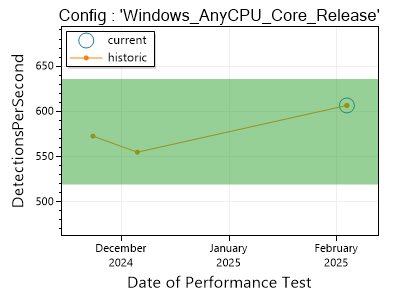 Config : 'Windows_AnyCPU_Core_Release'
current
historic
DetectionsPerSecond
650
600
550
500
December
2024
January
2025
February
2025
Date of Performance Test